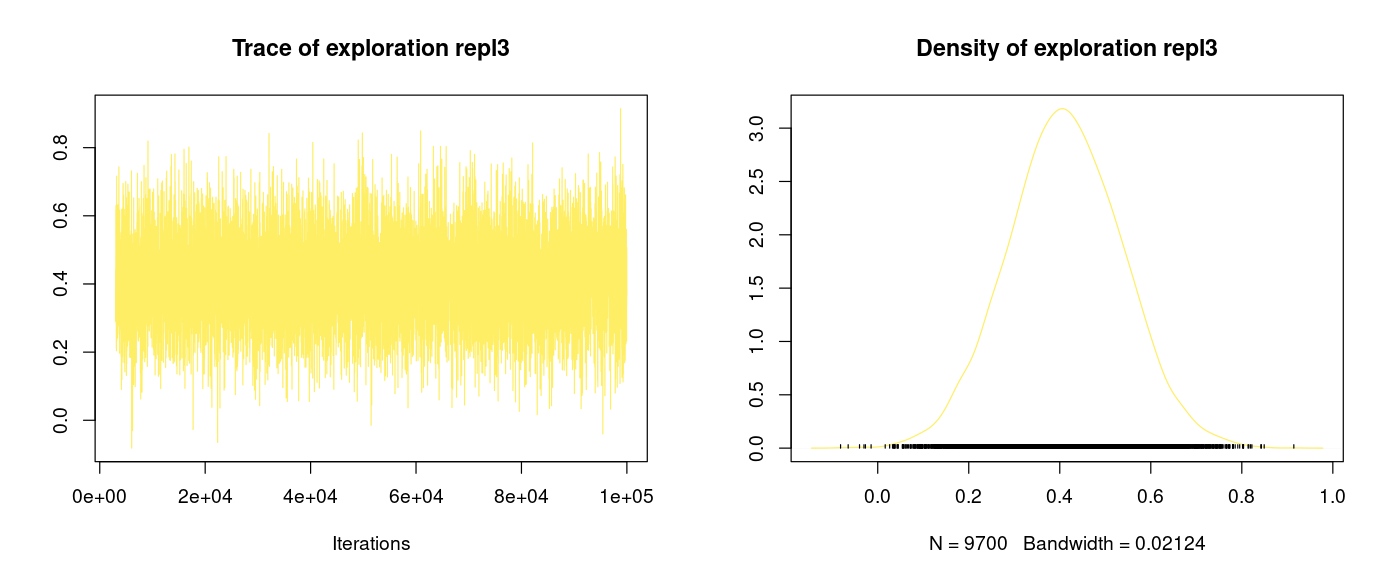 Trace of exploration repl3
0.8
0.6
0.4
0.2
0.0
0e+00 2e+04 4e+04 6e+04 8e+04 1e+05
Iterations
Density of exploration repl3
3.0
2.5
2.0
1.5
1.0
0.5
0.0
0.0 0.2 0.4 0.6 0.8 1.0
N = 9700 Bandwidth = 0.02124